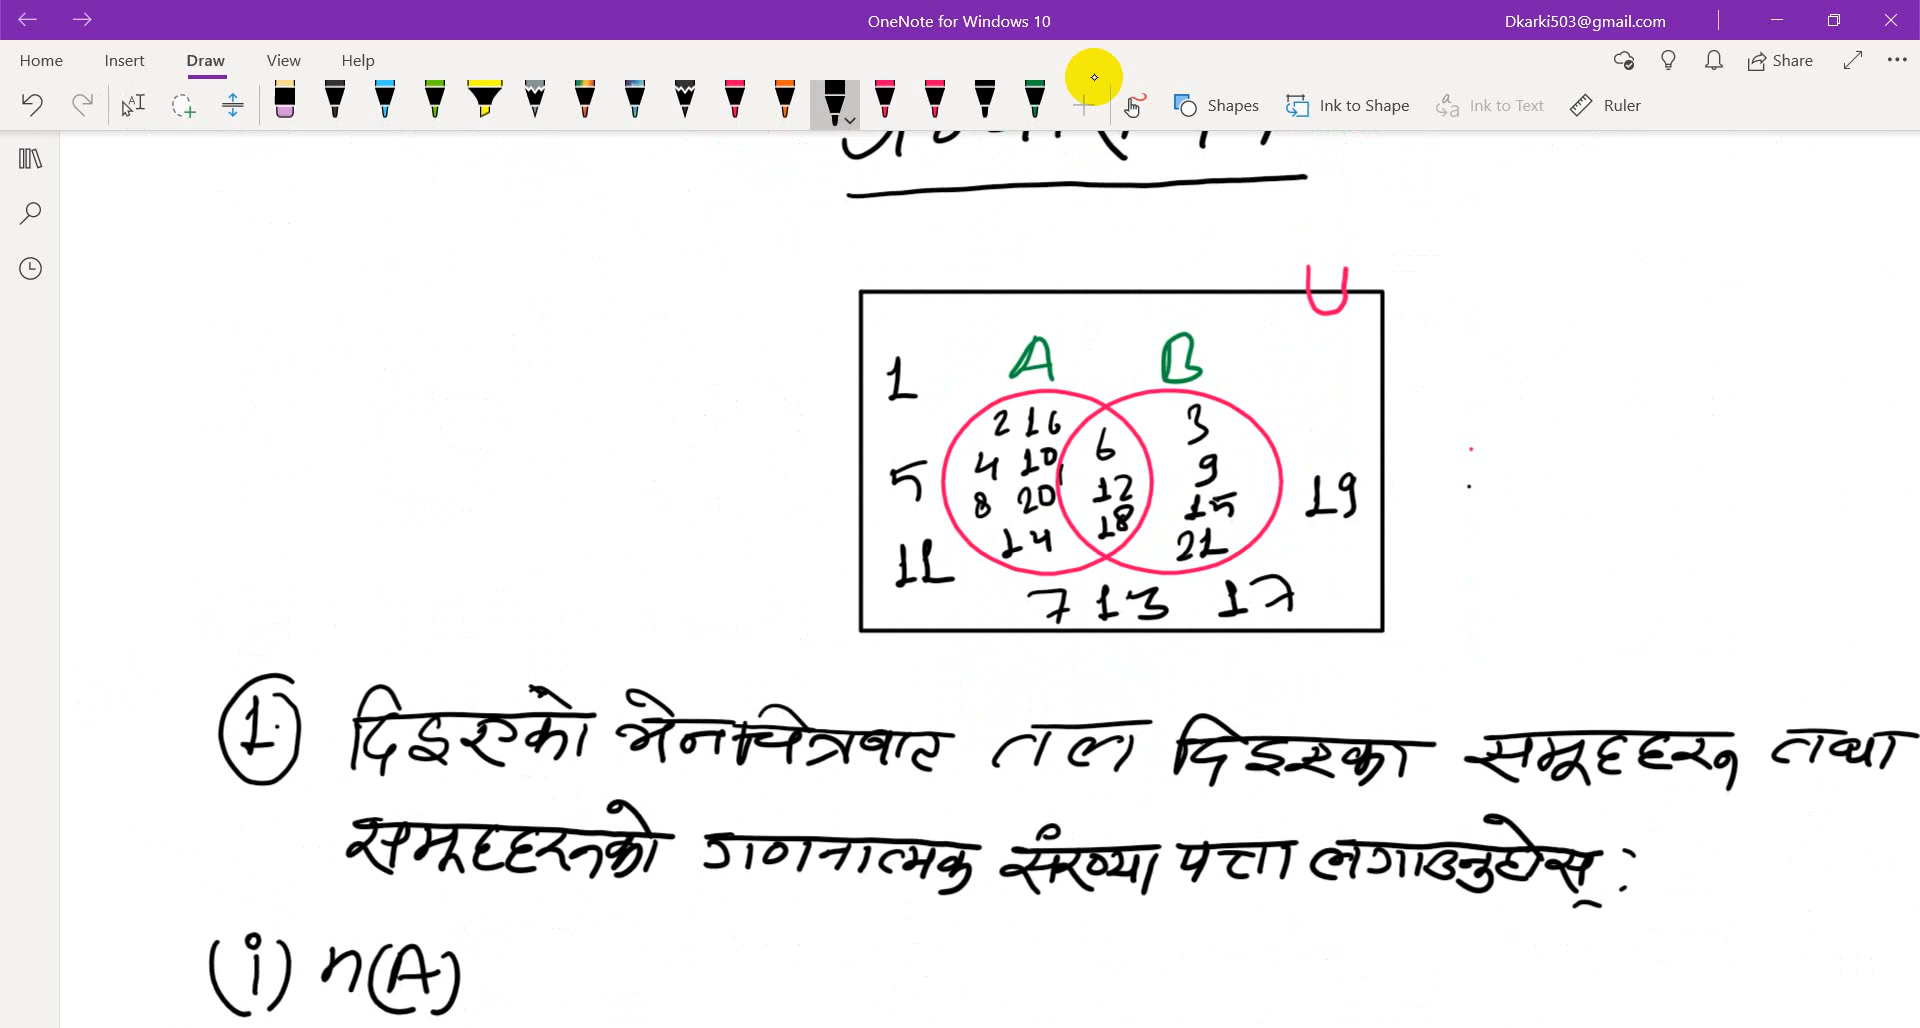 OneNote for Windows 10
Dkarki503@gmail.com
Home Insert Draw View Help
Share
Shapes Ink to Shape Ink to Text Ruler
U
A B
1
2 16 6 3
4 10 12 9
5 8 20 18 15 19
14 21
11
7 13 17
1. दिइएको भेनचित्रबाट तल दिइएका समूहहरू तथा
समूहहरूको गणनात्मक संख्या पत्ता लगाउनुहोस् :
(i) n(A)